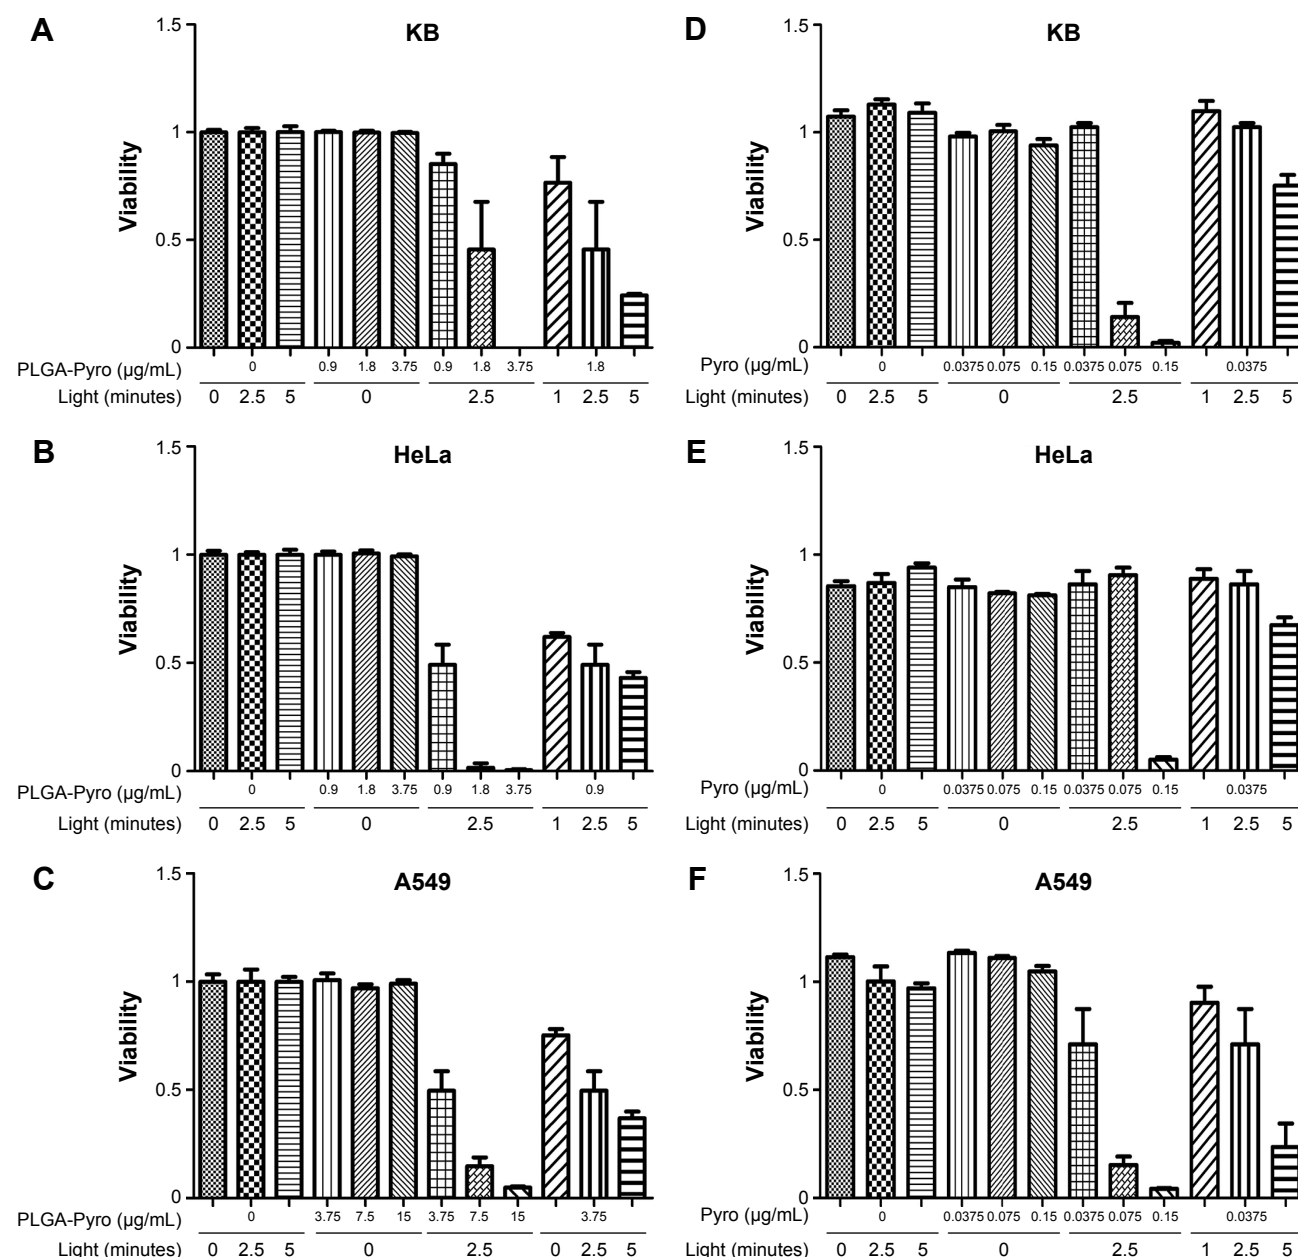 A
KB
1.5
1
0.5
0
Viability
PLGA-Pyro (µg/mL) 0 0.9 1.8 3.75 0.9 1.8 3.75 1.8
Light (minutes) 0 2.5 5 0 2.5 1 2.5 5
D
KB
1.5
1
0.5
0
Viability
Pyro (µg/mL) 0 0.0375 0.075 0.15 0.0375 0.075 0.15 0.0375
Light (minutes) 0 2.5 5 0 2.5 1 2.5 5
B
HeLa
1.5
1
0.5
0
Viability
PLGA-Pyro (µg/mL) 0 0.9 1.8 3.75 0.9 1.8 3.75 0.9
Light (minutes) 0 2.5 5 0 2.5 1 2.5 5
E
HeLa
1.5
1
0.5
0
Viability
Pyro (µg/mL) 0 0.0375 0.075 0.15 0.0375 0.075 0.15 0.0375
Light (minutes) 0 2.5 5 0 2.5 1 2.5 5
C
A549
1.5
1
0.5
0
Viability
PLGA-Pyro (µg/mL) 0 3.75 7.5 15 3.75 7.5 15 3.75
Light (minutes) 0 2.5 5 0 2.5 0 2.5 5
F
A549
1.5
1
0.5
0
Viability
Pyro (µg/mL) 0 0.0375 0.075 0.15 0.0375 0.075 0.15 0.0375
Light (minutes) 0 2.5 5 0 2.5 1 2.5 5